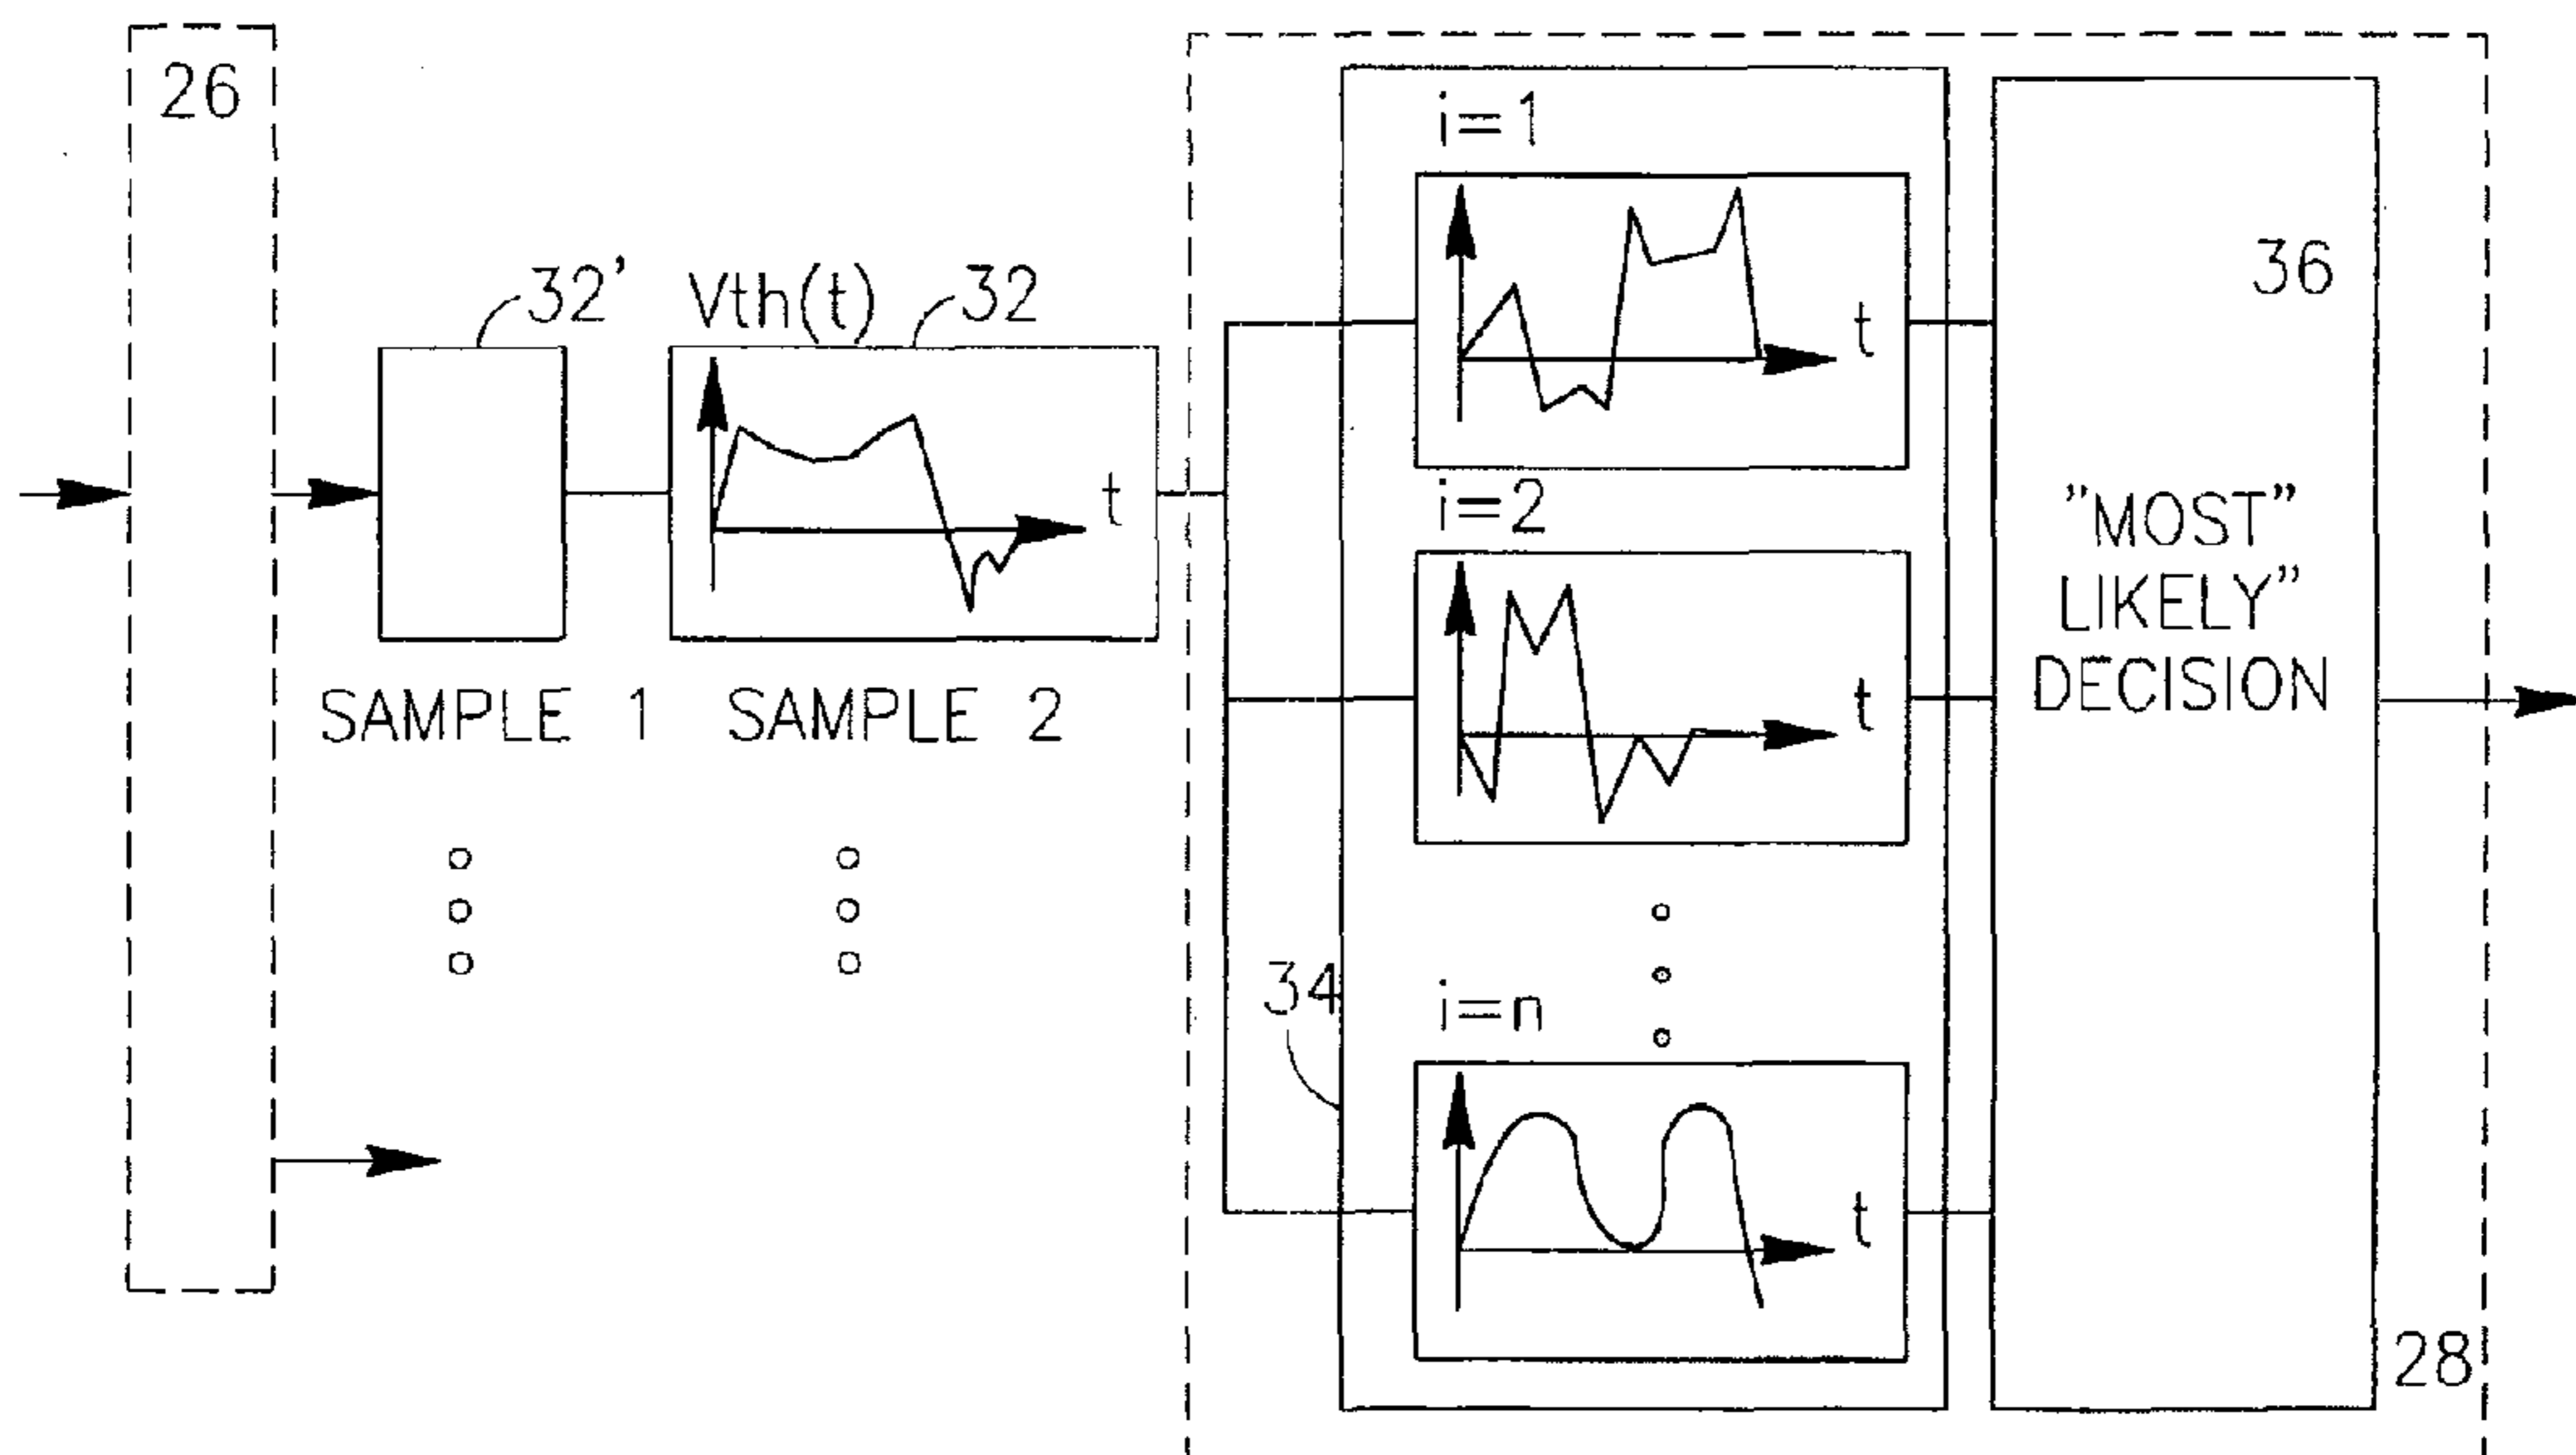 26
i=1
36
32'
Vth(t)
32
t
t
i=2
"MOST"
LIKELY"
DECISION
SAMPLE 1
SAMPLE 2
t
34
i=n
t
28